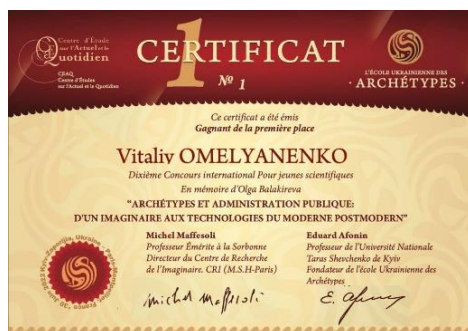 Centre d'Étude
sur l'Actuel et le
Quotidien
CEAQ
Centre d'Études
sur l'Actuel et le Quotidien
CERTIFICAT
1
№ 1
L'ÉCOLE UKRAINIENNE DES
· ARCHÉTYPES ·
Ce certificat a été émis
Gagnant de la première place
Vitaliv OMELYANENKO
Dixième Concours international Pour jeunes scientifiques
En mémoire d'Olga Balakireva
"ARCHÉTYPES ET ADMINISTRATION PUBLIQUE:
D'UN IMAGINAIRE AUX TECHNOLOGIES DU MODERNE POSTMODERN"
Michel Maffesoli
Professeur Émérite à la Sorbonne
Directeur du Centre de Recherche
de l'Imaginaire, CRI (M.S.H-Paris)
Eduard Afonin
Professeur de l'Université Nationale
Taras Shevchenko de Kyiv
Fondateur de l'école Ukrainienne des
Archétypes
michel maffesoli